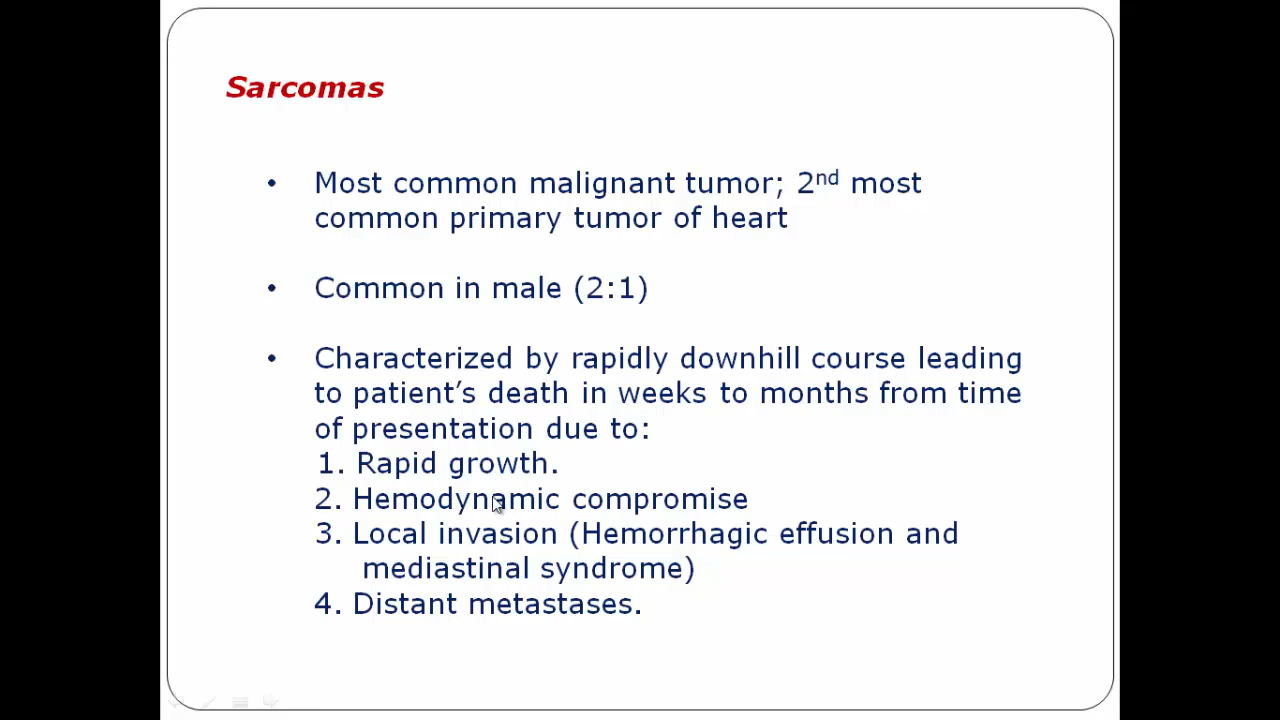 Sarcomas
• Most common malignant tumor; 2nd most
common primary tumor of heart
• Common in male (2:1)
• Characterized by rapidly downhill course leading
to patient’s death in weeks to months from time
of presentation due to:
1. Rapid growth.
2. Hemodynamic compromise
3. Local invasion (Hemorrhagic effusion and
mediastinal syndrome)
4. Distant metastases.